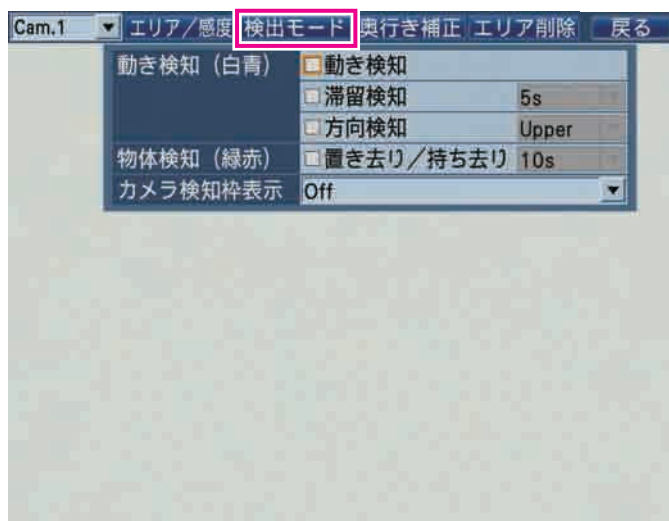 Cam.1 エリア/感度 検出モード 奥行き補正 エリア削除 戻る
動き検知（白青） 動き検知
滞留検知 5s
方向検知 Upper
物体検知（緑赤） 置き去り/持ち去り 10s
カメラ検知枠表示 Off